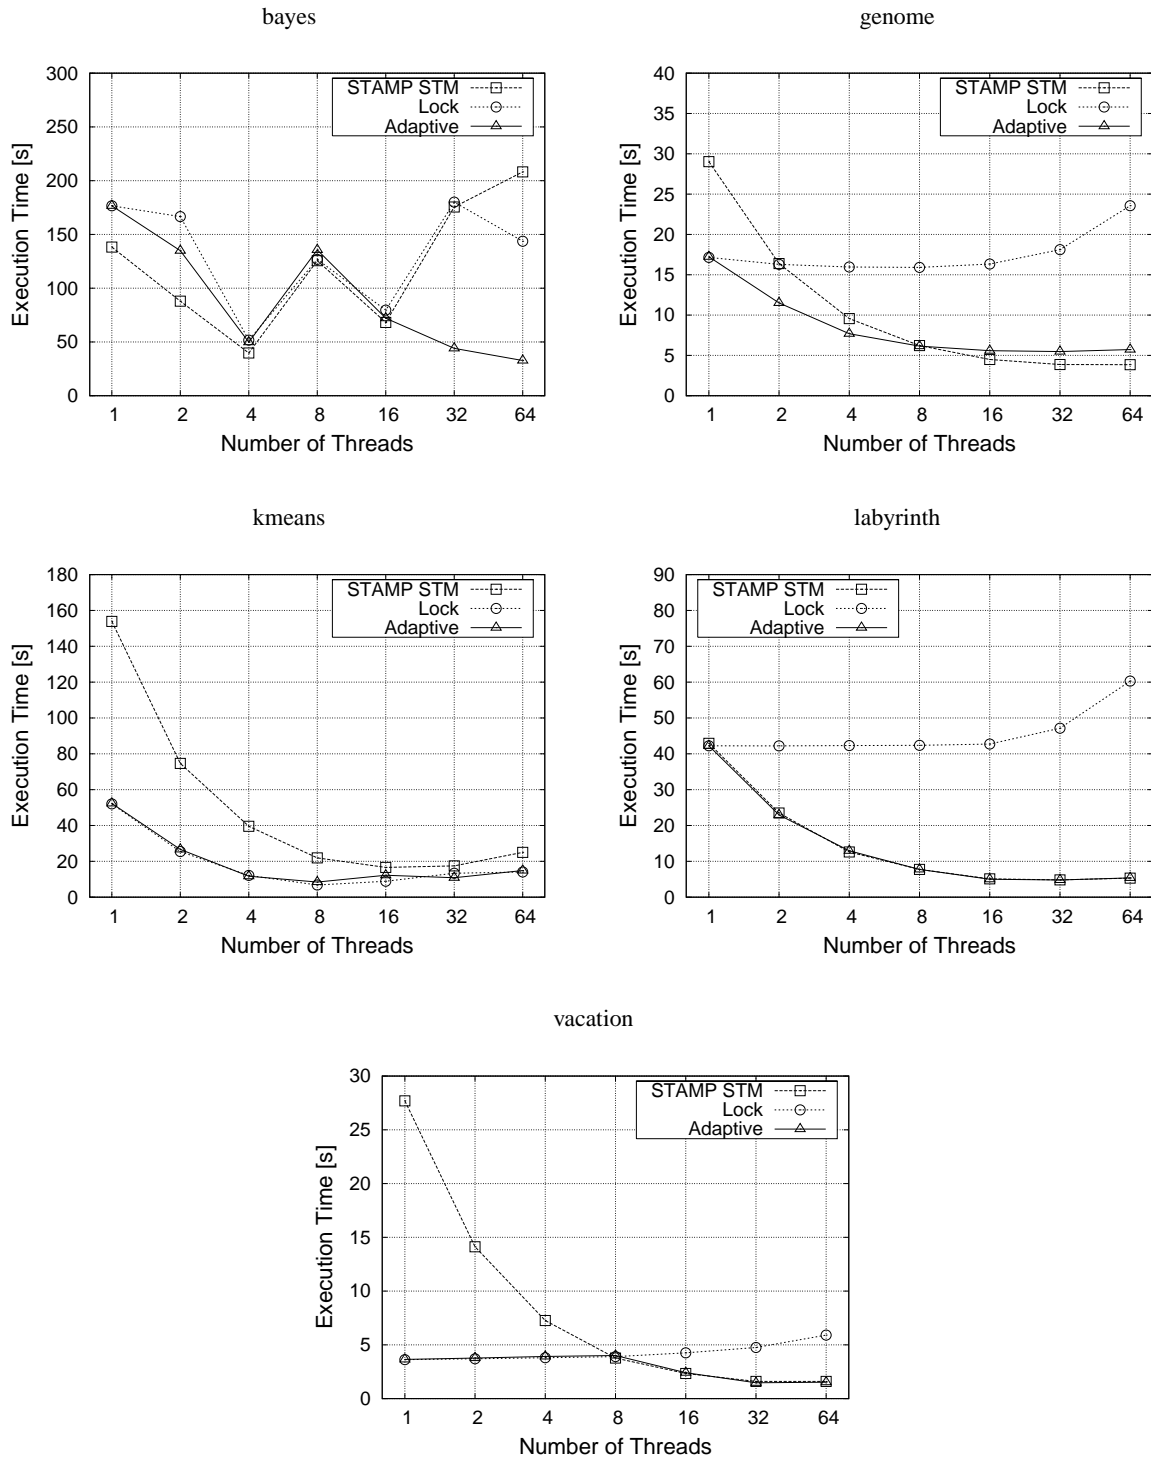 bayes
300
250
200
150
100
50
0
Execution Time [s]
STAMP STM
Lock
Adaptive
1 2 4 8 16 32 64
Number of Threads
genome
40
35
30
25
20
15
10
5
0
Execution Time [s]
STAMP STM
Lock
Adaptive
1 2 4 8 16 32 64
Number of Threads
kmeans
180
160
140
120
100
80
60
40
20
0
Execution Time [s]
STAMP STM
Lock
Adaptive
1 2 4 8 16 32 64
Number of Threads
labyrinth
90
80
70
60
50
40
30
20
10
0
Execution Time [s]
STAMP STM
Lock
Adaptive
1 2 4 8 16 32 64
Number of Threads
vacation
30
25
20
15
10
5
0
Execution Time [s]
STAMP STM
Lock
Adaptive
1 2 4 8 16 32 64
Number of Threads